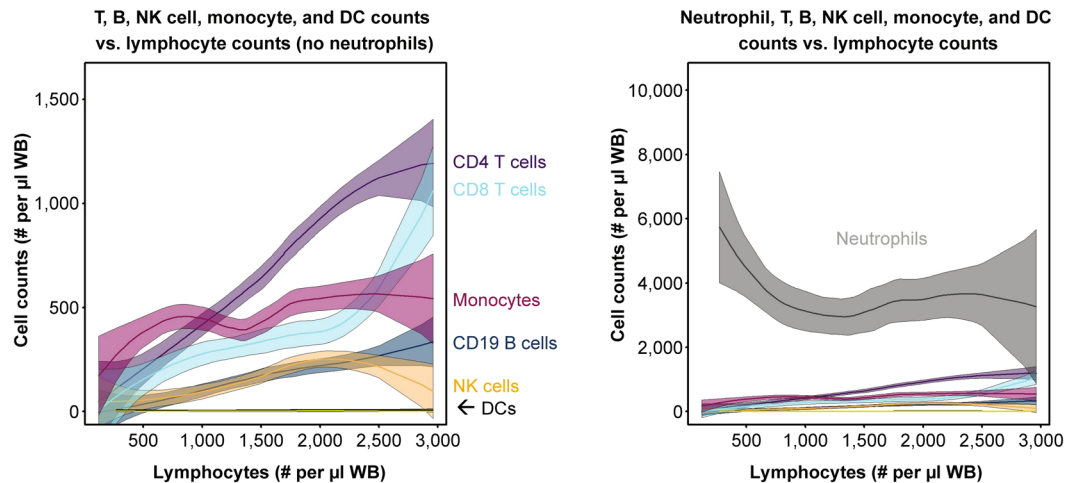 T, B, NK cell, monocyte, and DC counts
vs. lymphocyte counts (no neutrophils)
Cell counts (# per µl WB)
1,500
1,000
500
0
CD4 T cells
CD8 T cells
Monocytes
CD19 B cells
NK cells
← DCs
500 1,000 1,500 2,000 2,500 3,000
Lymphocytes (# per µl WB)
Neutrophil, T, B, NK cell, monocyte, and DC
counts vs. lymphocyte counts
Cell counts (# per µl WB)
10,000
8,000
6,000
4,000
2,000
0
Neutrophils
500 1,000 1,500 2,000 2,500 3,000
Lymphocytes (# per µl WB)